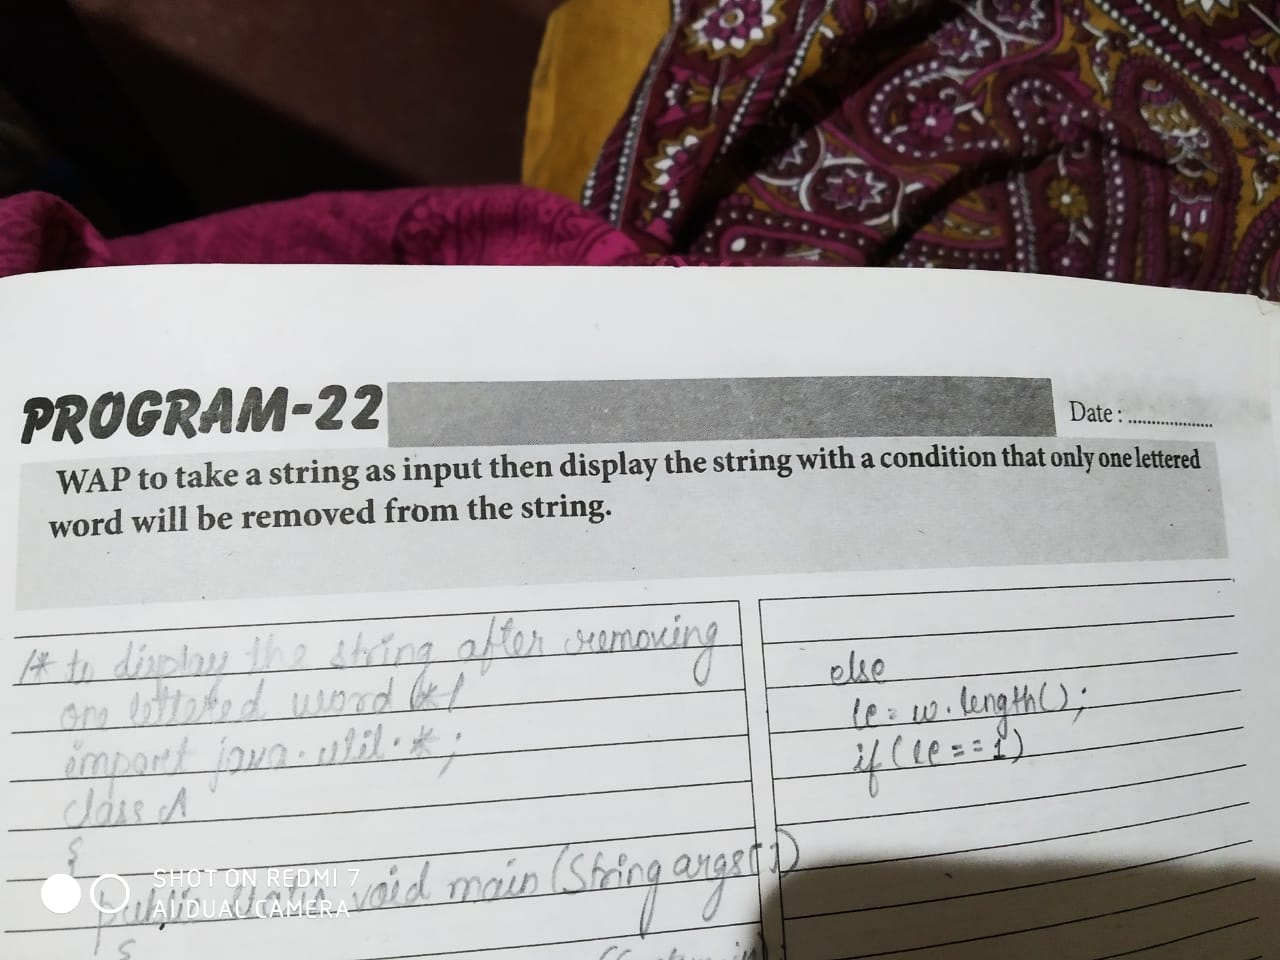 PROGRAM-22
Date : ..................
WAP to take a string as input then display the string with a condition that only one lettered
word will be removed from the string.
/* to display the string after removing
one lettered word */
import java.util.*;
class A
{
public static void main (String args[])
{
else
le = w.length();
if (le == 1)
SHOT ON REDMI 7
AI DUAL CAMERA